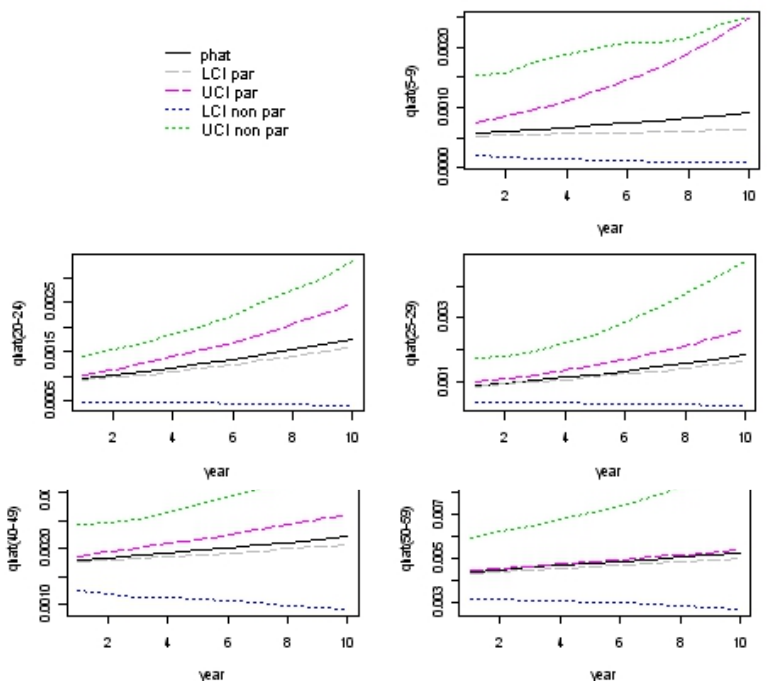 phat
LCI par
UCI par
LCI non par
UCI non par
qhat(5-9)
0.0000 0.0010 0.0020
2 4 6 8 10
year
qhat(20-24)
0.0005 0.0015 0.0025
2 4 6 8 10
year
qhat(25-29)
0.001 0.003
2 4 6 8 10
year
qhat(40-49)
0.0010 0.0020
2 4 6 8 10
year
qhat(50-59)
0.003 0.005 0.007
2 4 6 8 10
year